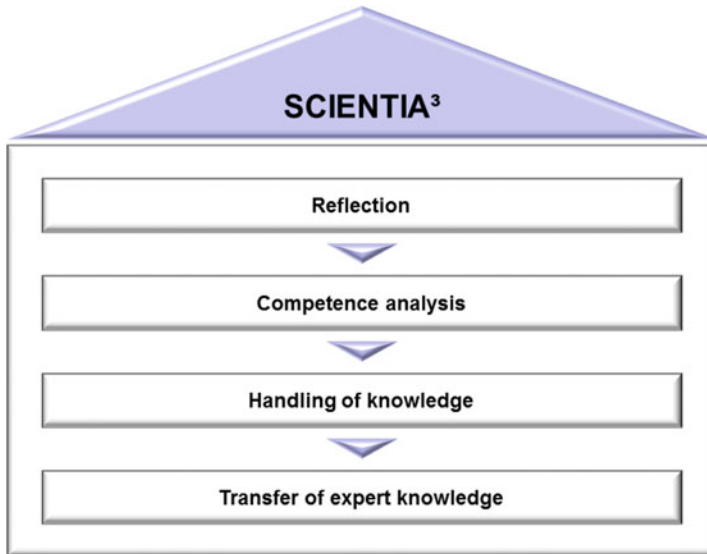 SCIENTIA³
Reflection
Competence analysis
Handling of knowledge
Transfer of expert knowledge